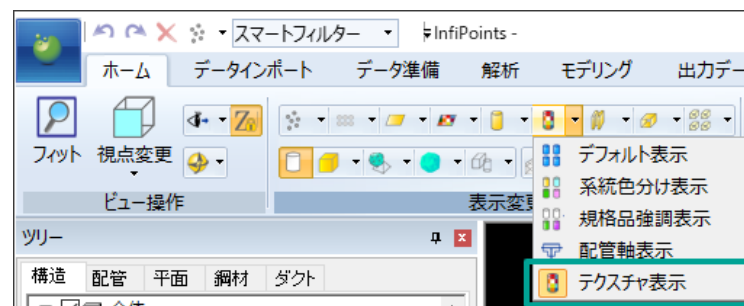 スマートフィルター InfiPoints -
ホーム データインポート データ準備 解析 モデリング 出力デー
フィット 視点変更
ビュー操作 表示変更
デフォルト表示
系統色分け表示
規格品強調表示
配管軸表示
テクスチャ表示
ツリー
構造 配管 平面 鋼材 ダクト